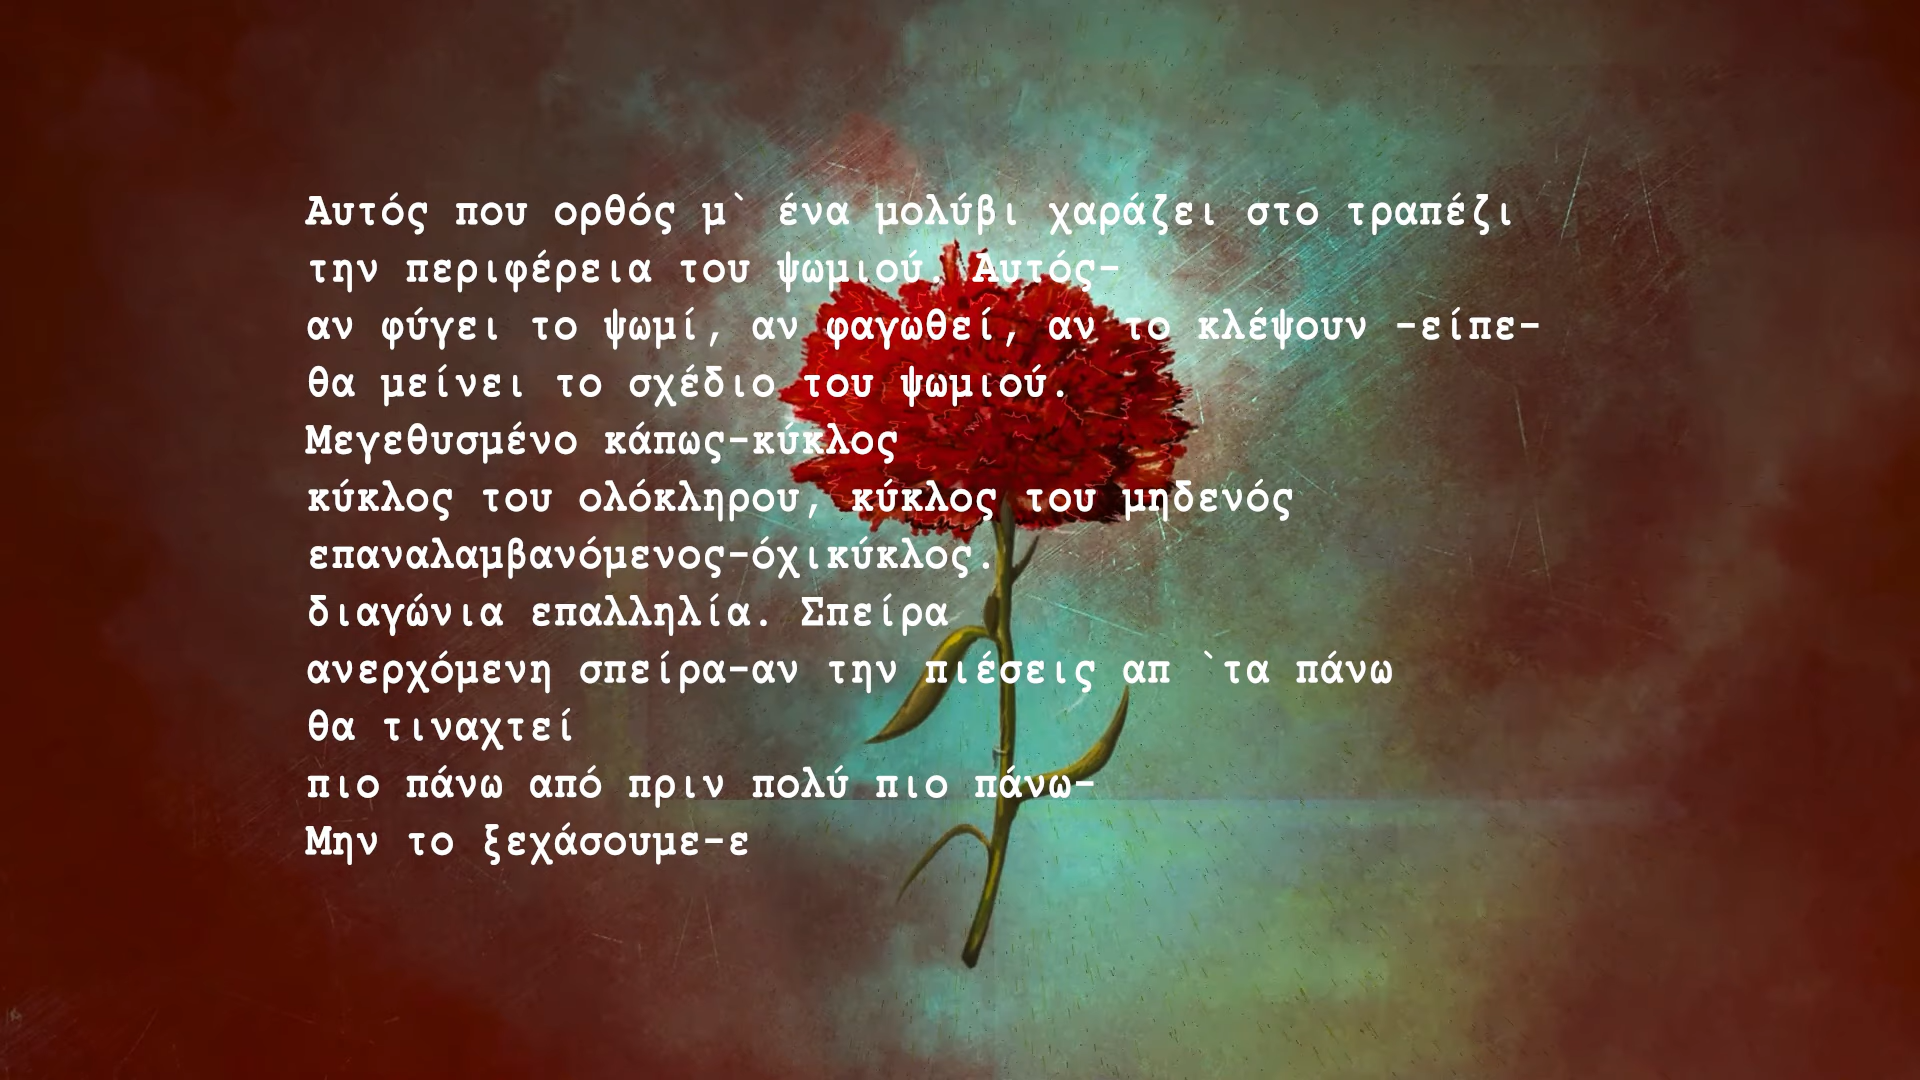 Αυτός που ορθός μ` ένα μολύβι χαράζει στο τραπέζι
την περιφέρεια του ψωμιού. Αυτός-
αν φύγει το ψωμί, αν φαγωθεί, αν το κλέψουν -είπε-
θα μείνει το σχέδιο του ψωμιού.
Μεγεθυσμένο κάπως-κύκλος
κύκλος του ολόκληρου, κύκλος του μηδενός
επαναλαμβανόμενος-όχικύκλος.
διαγώνια επαλληλία. Σπείρα
ανερχόμενη σπείρα-αν την πιέσεις απ `τα πάνω
θα τιναχτεί
πιο πάνω από πριν πολύ πιο πάνω-
Μην το ξεχάσουμε-ε